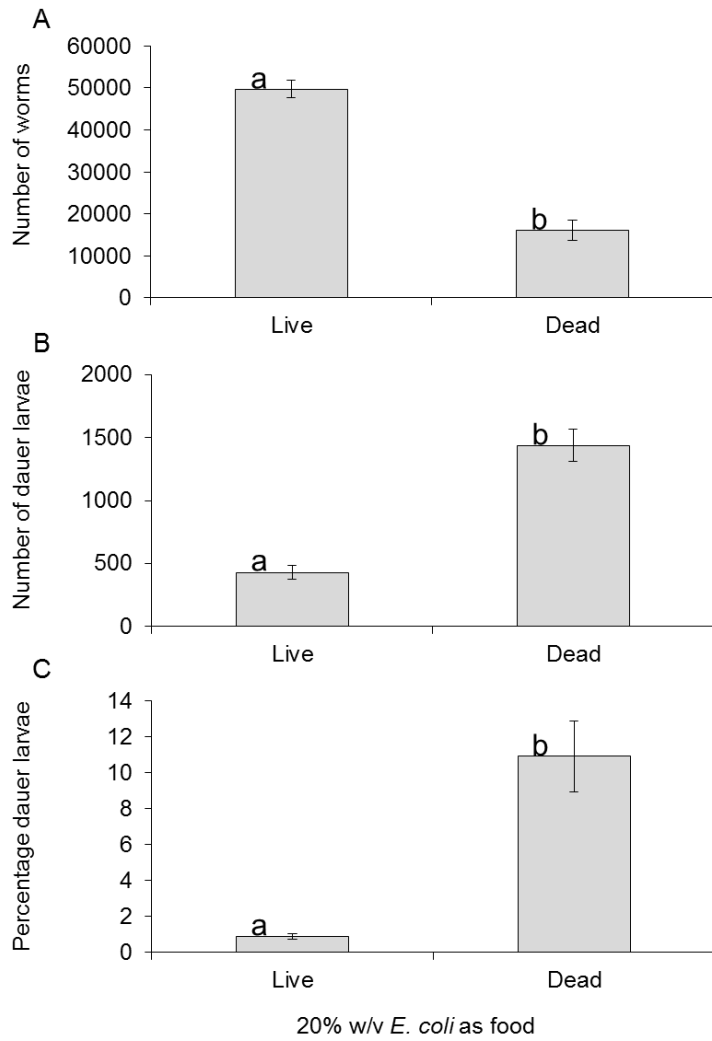 A
Number of worms
60000
50000
40000
30000
20000
10000
0
a
b
Live Dead
B
Number of dauer larvae
2000
1500
1000
500
0
a
b
Live Dead
C
Percentage dauer larvae
14
12
10
8
6
4
2
0
a
b
Live Dead
20% w/v E. coli as food